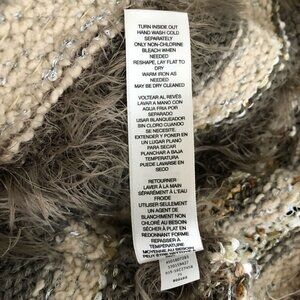 TURN INSIDE OUT
HAND WASH COLD
SEPARATELY
ONLY NON-CHLORINE
BLEACH WHEN
NEEDED
RESHAPE, LAY FLAT TO
DRY
WARM IRON AS
NEEDED
MAY BE DRY CLEANED
VOLTEAR AL REVÉS
LAVAR A MANO CON
AGUA FRIA POR
SEPARADO
USAR BLANQUEADOR
SIN CLORO CUANDO
SE NECESITE
EXTENDER Y PONER EN
UN LUGAR PLANO PARA
SECAR
PLANCHAR A BAJA
TEMPERATURA
PUEDE LAVARSE EN
SECO
RETOURNER
LAVER À LA MAIN
SÉPARÉMENT À L'EAU
FROIDE
UTILISER SEULEMENT
UN AGENT DE
BLANCHIMENT NON
CHLORÉ AU BESOIN
SÉCHER À PLAT EN
REDONNANT FORME
REPASSER À
TEMPÉRATURE
MOYENNE AU BESOIN